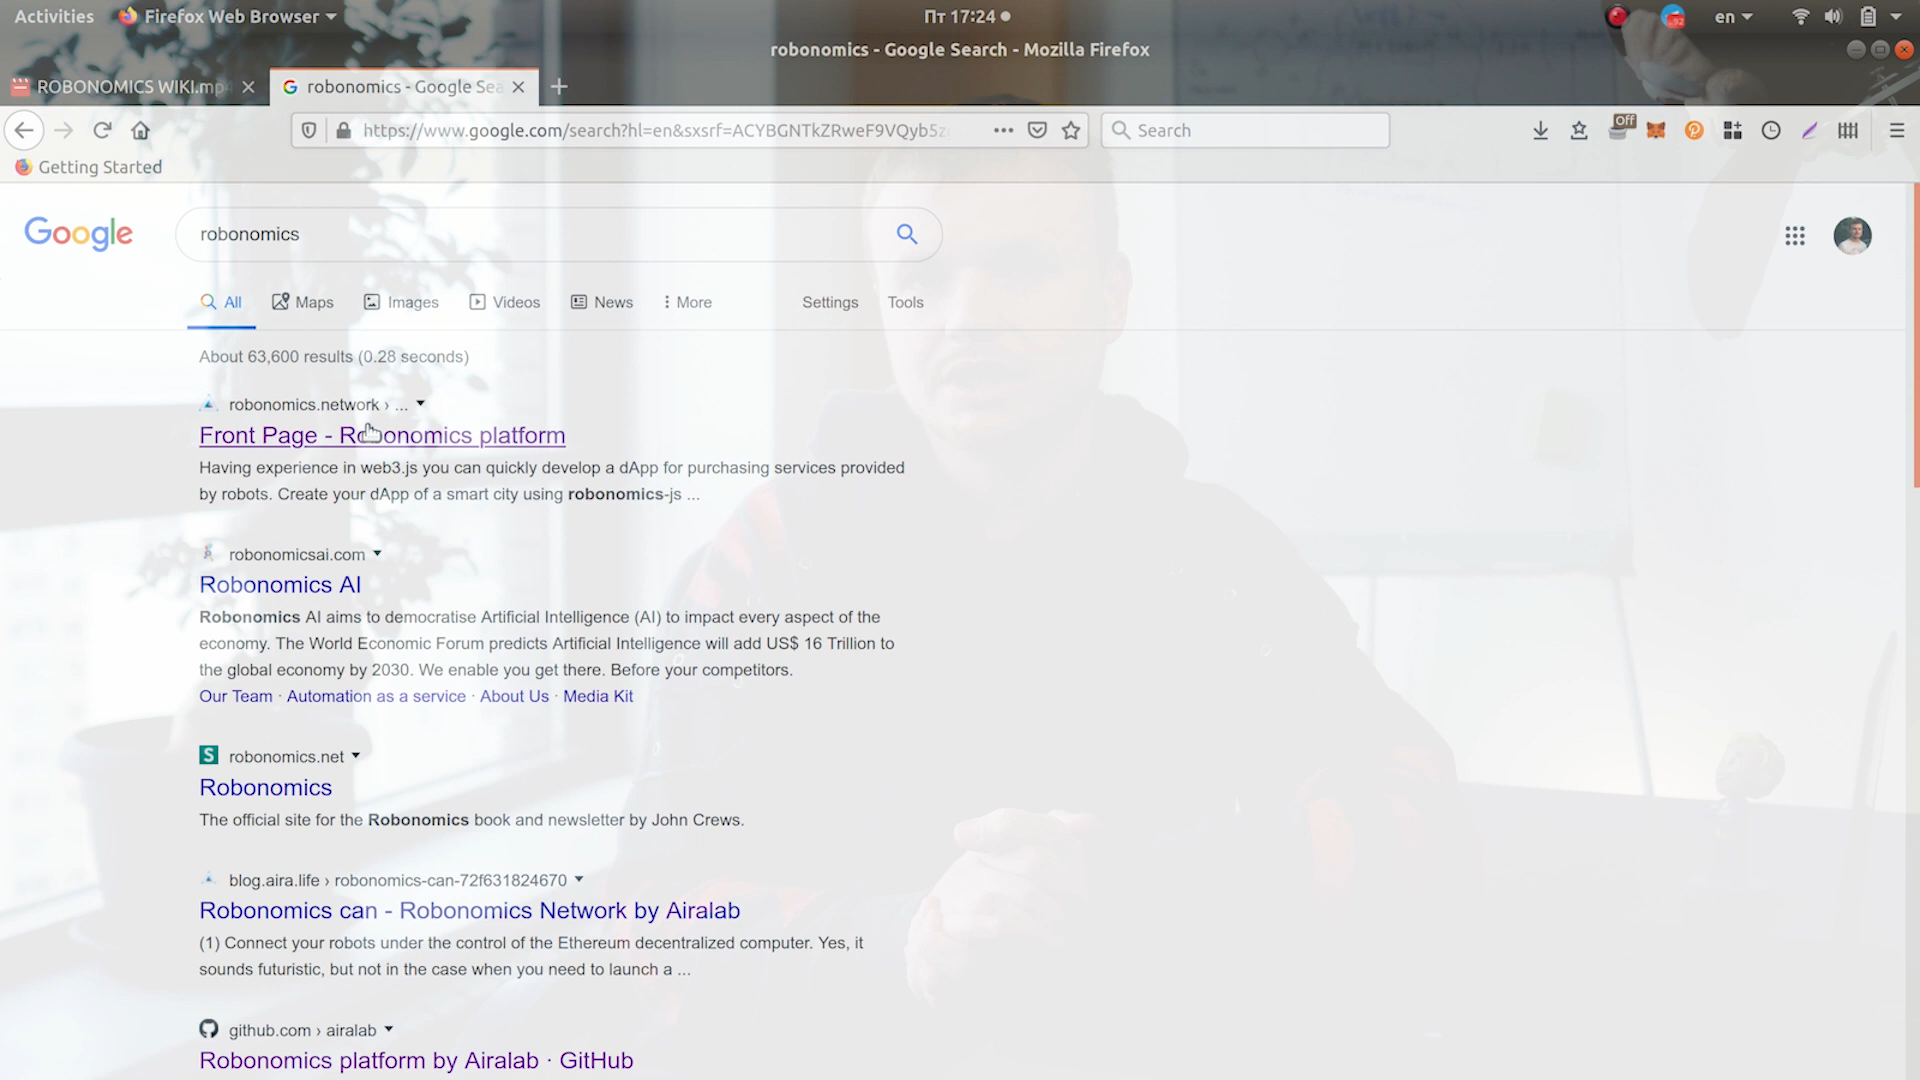 Activities
Firefox Web Browser
Пт 17:24
92
en
robonomics - Google Search - Mozilla Firefox
ROBONOMICS WIKI.mp4
robonomics - Google Sea
https://www.google.com/search?hl=en&sxsrf=ACYBGNTkZRweF9VQyb5z
Search
Off
Getting Started
Google
robonomics
All
Maps
Images
Videos
News
More
Settings
Tools
About 63,600 results (0.28 seconds)
robonomics.network › ...
Front Page - Robonomics platform
Having experience in web3.js you can quickly develop a dApp for purchasing services provided
by robots. Create your dApp of a smart city using robonomics-js ...
robonomicsai.com
Robonomics AI
Robonomics AI aims to democratise Artificial Intelligence (AI) to impact every aspect of the
economy. The World Economic Forum predicts Artificial Intelligence will add US$ 16 Trillion to
the global economy by 2030. We enable you get there. Before your competitors.
Our Team · Automation as a service · About Us · Media Kit
S
robonomics.net
Robonomics
The official site for the Robonomics book and newsletter by John Crews.
blog.aira.life › robonomics-can-72f631824670
Robonomics can - Robonomics Network by Airalab
(1) Connect your robots under the control of the Ethereum decentralized computer. Yes, it
sounds futuristic, but not in the case when you need to launch a ...
github.com › airalab
Robonomics platform by Airalab · GitHub